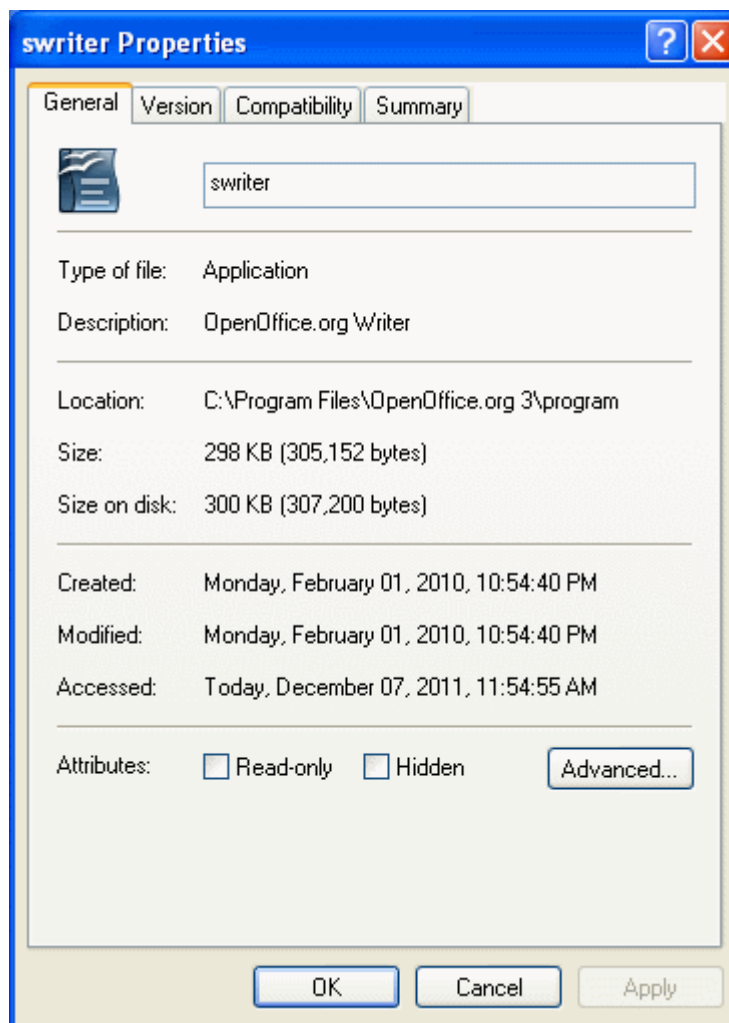 swriter Properties
General Version Compatibility Summary
swriter
Type of file: Application
Description: OpenOffice.org Writer
Location: C:\Program Files\OpenOffice.org 3\program
Size: 298 KB (305,152 bytes)
Size on disk: 300 KB (307,200 bytes)
Created: Monday, February 01, 2010, 10:54:40 PM
Modified: Monday, February 01, 2010, 10:54:40 PM
Accessed: Today, December 07, 2011, 11:54:55 AM
Attributes: Read-only Hidden Advanced...
OK Cancel Apply